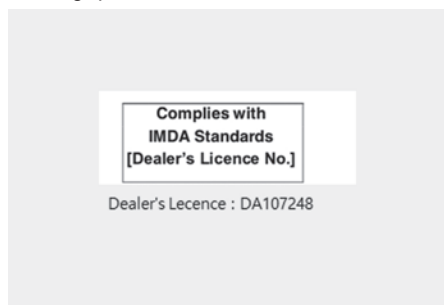 Complies with
IMDA Standards
[Dealer's Licence No.]
Dealer's Lecence : DA107248